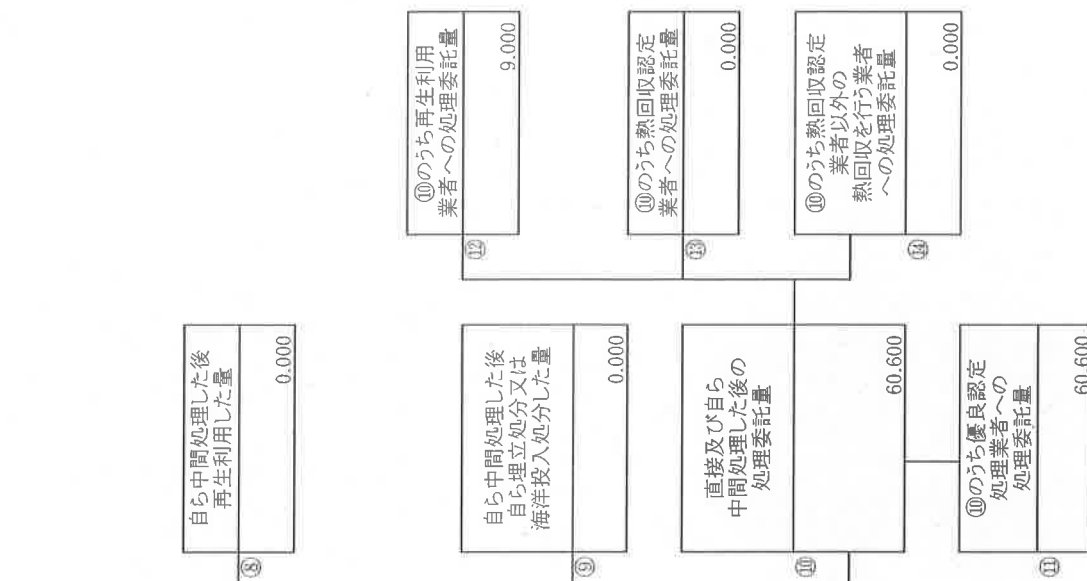 ⑧
自ら中間処理した後
再生利用した量
0.000
⑨
自ら中間処理した後
自ら埋立処分又は
海洋投入処分した量
0.000
⑩
直接及び自ら
中間処理した後の
処理委託量
60.600
⑪
⑩のうち優良認定
処理業者への
処理委託量
60.600
⑫
⑩のうち再生利用
業者への処理委託量
9.000
⑬
⑩のうち熱回収認定
業者への処理委託量
0.000
⑭
⑩のうち熱回収認定
業者以外の
熱回収を行う業者
への処理委託量
0.000